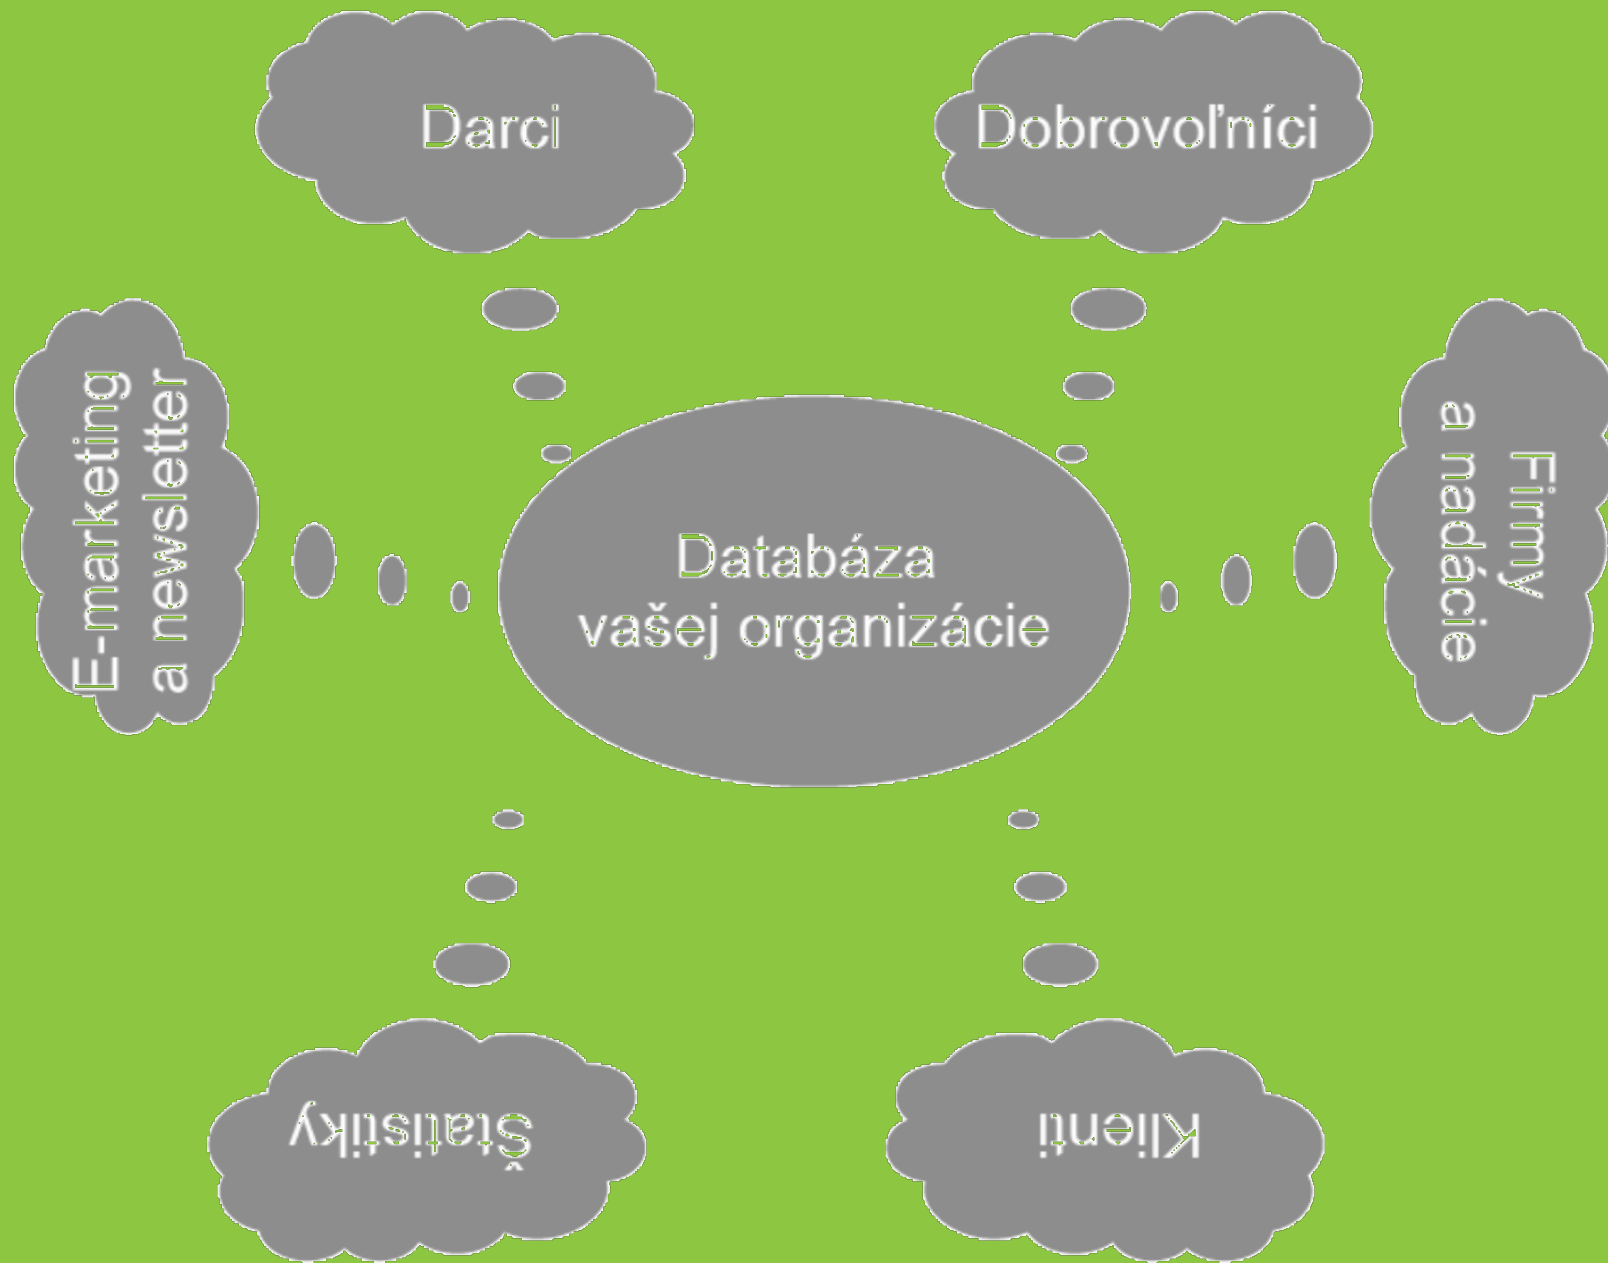 Darci
Dobrovoľníci
E-marketing
a newsletter
Databáza
vašej organizácie
Firmy
a nadácie
Štatistiky
Klienti